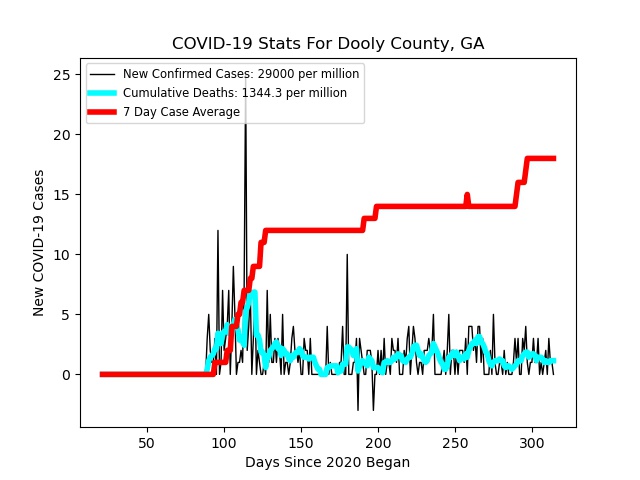 COVID-19 Stats For Dooly County, GA
New Confirmed Cases: 29000 per million
Cumulative Deaths: 1344.3 per million
7 Day Case Average
New COVID-19 Cases
25
20
15
10
5
0
50 100 150 200 250 300
Days Since 2020 Began